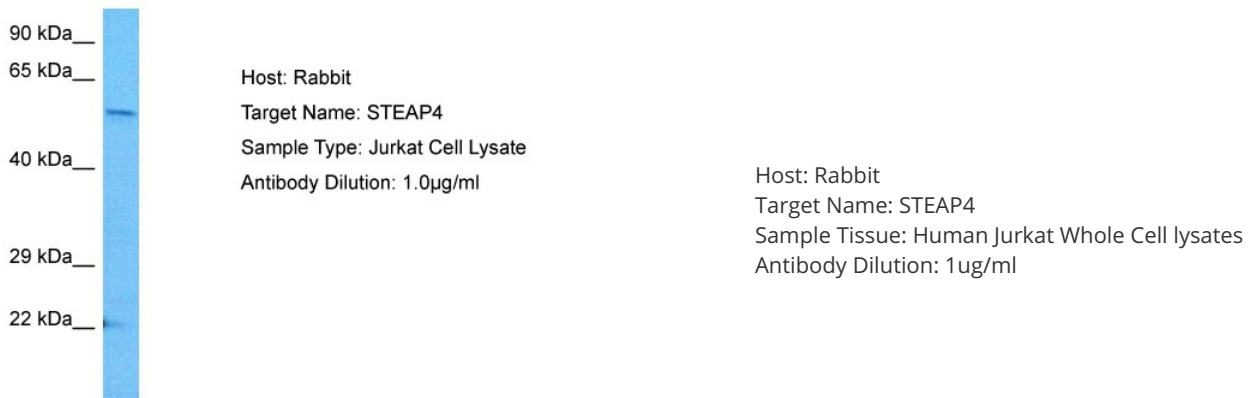 90 kDa__
65 kDa__
40 kDa__
29 kDa__
22 kDa__
Host: Rabbit
Target Name: STEAP4
Sample Type: Jurkat Cell Lysate
Antibody Dilution: 1.0µg/ml
Host: Rabbit
Target Name: STEAP4
Sample Tissue: Human Jurkat Whole Cell lysates
Antibody Dilution: 1ug/ml